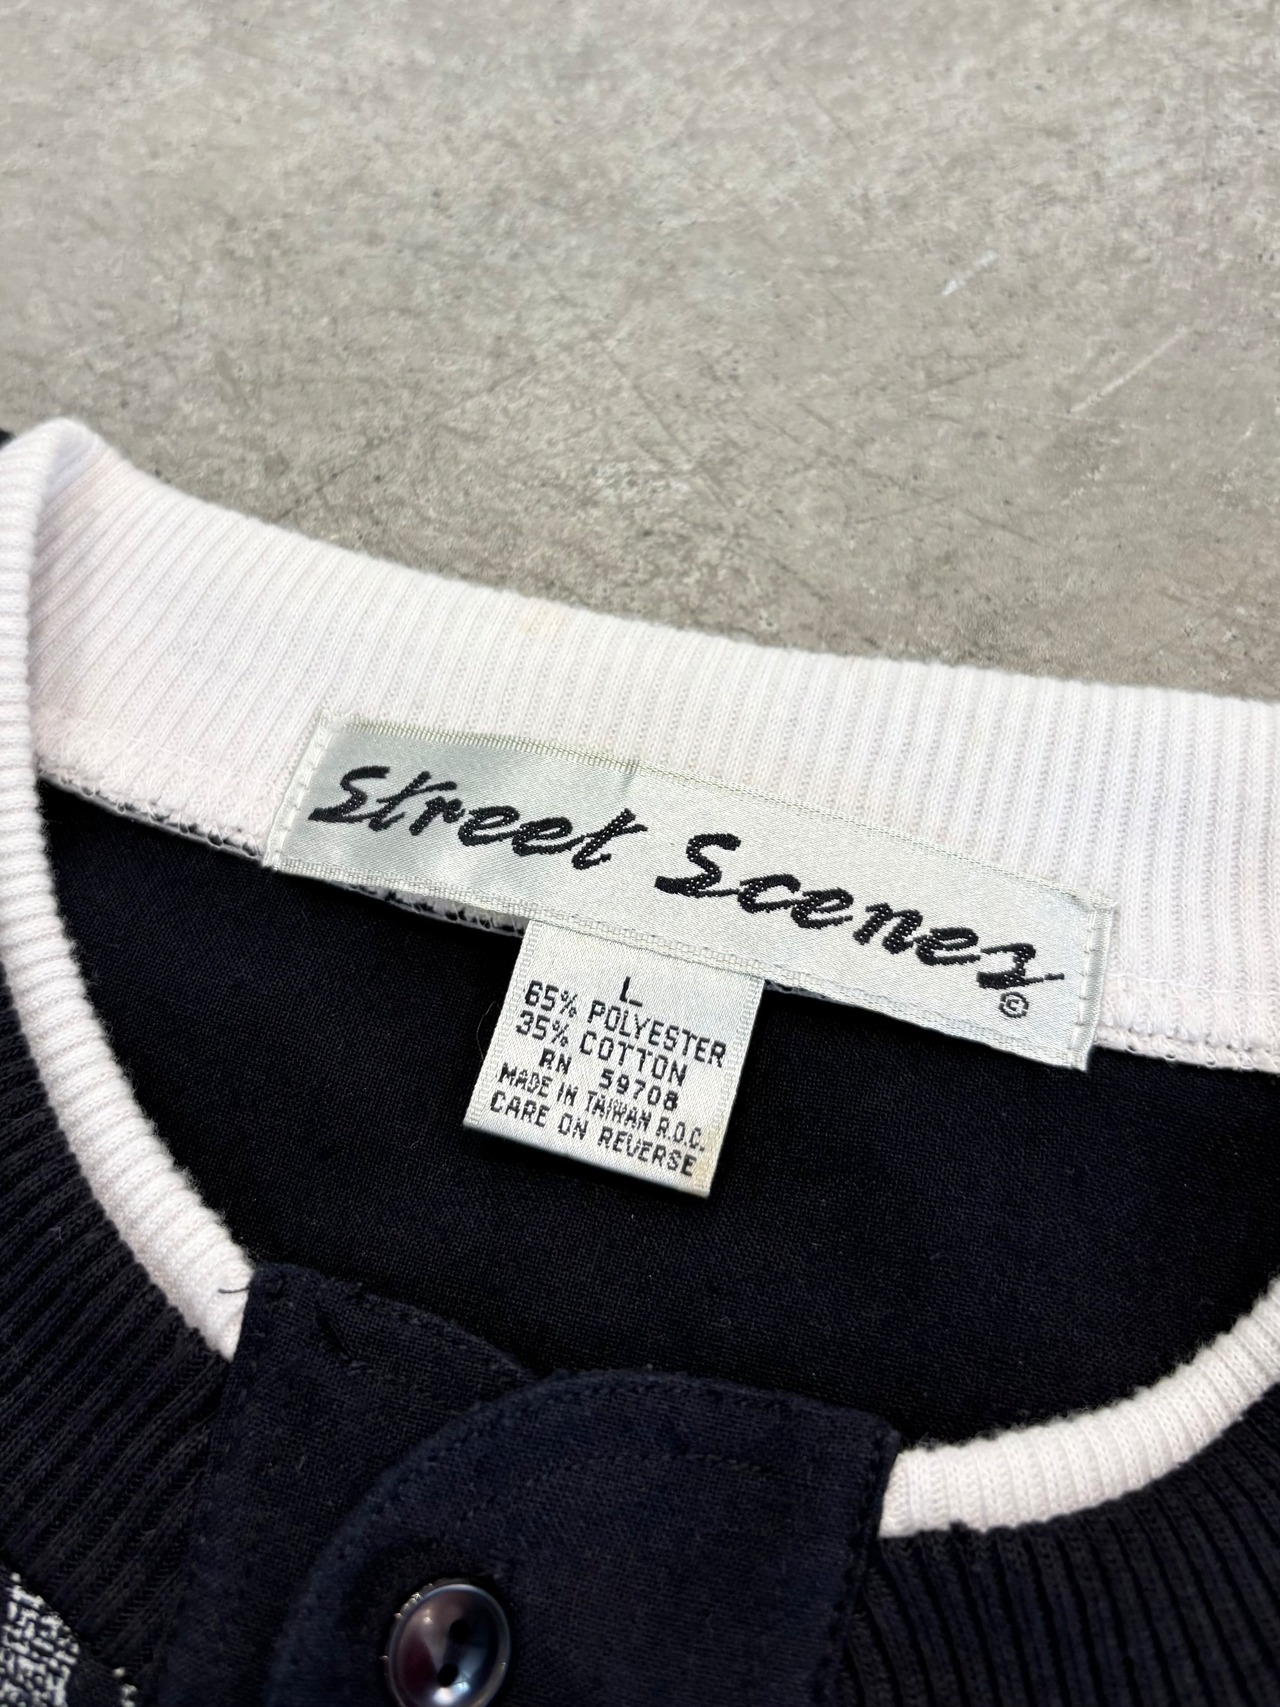 Street Scenes
©
L
65% POLYESTER
35% COTTON
RN 59708
MADE IN TAIWAN R.O.C.
CARE ON REVERSE